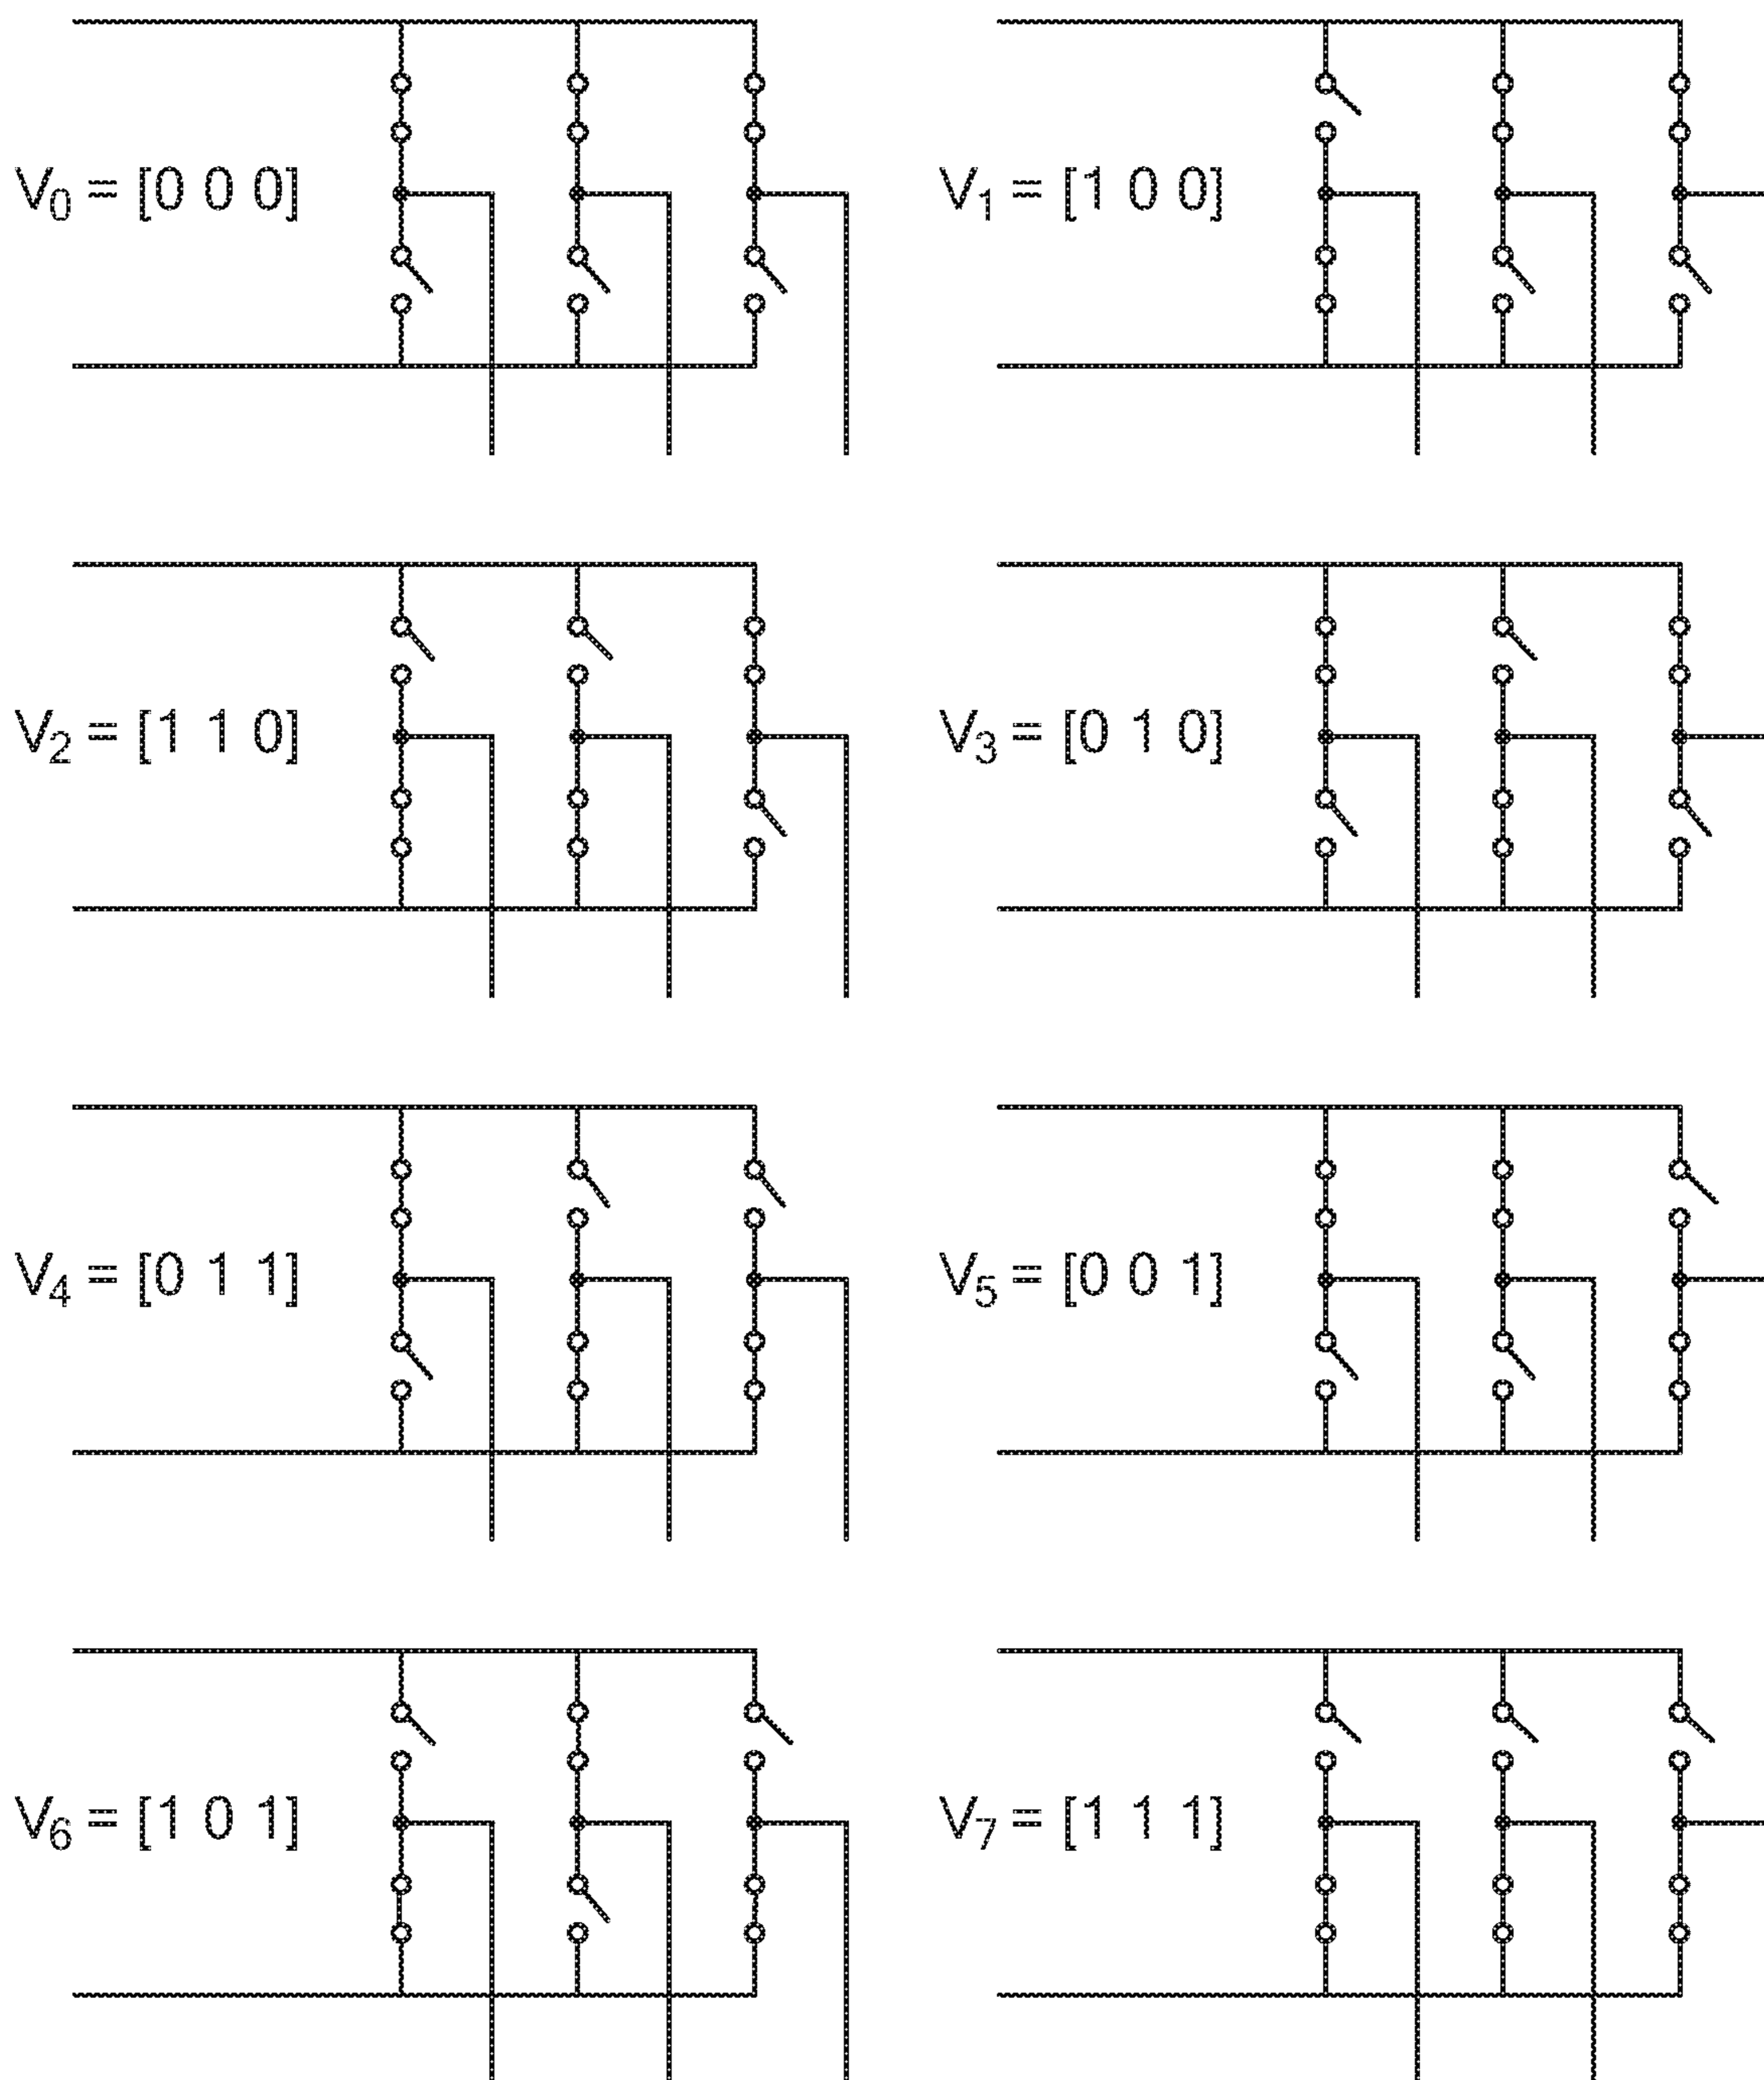 V₀ = [0 0 0]
V₁ = [1 0 0]
V₂ = [1 1 0]
V₃ = [0 1 0]
V₄ = [0 1 1]
V₅ = [0 0 1]
V₆ = [1 0 1]
V₇ = [1 1 1]